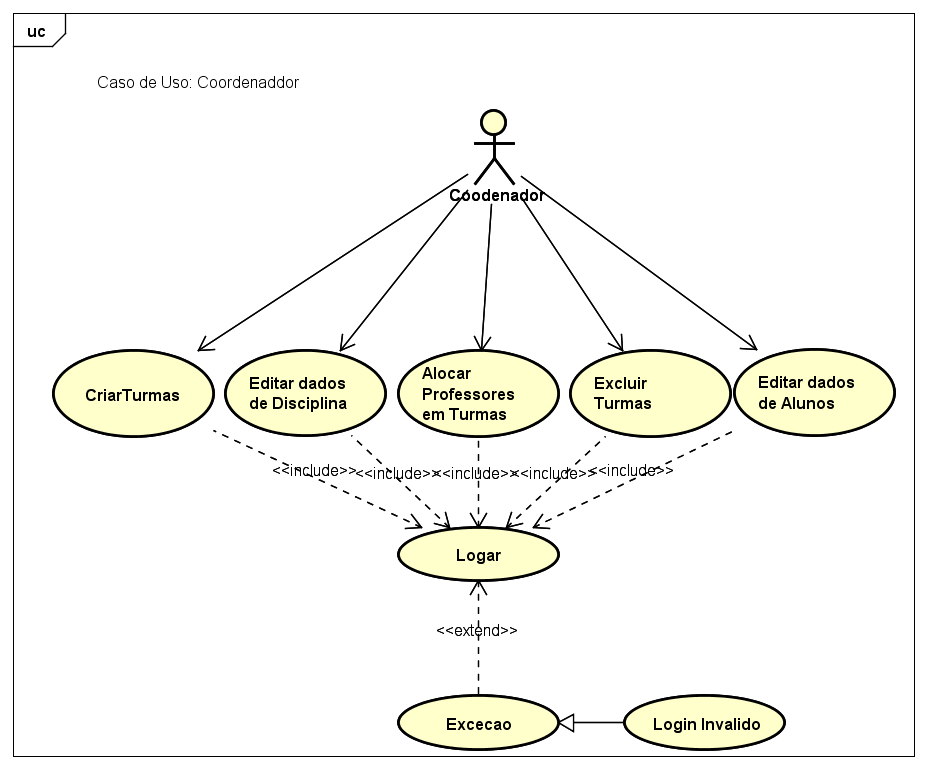 uc
Caso de Uso: Coordenaddor
Coodenador
CriarTurmas
Editar dados
de Disciplina
Alocar
Professores
em Turmas
Excluir
Turmas
Editar dados
de Alunos
<<include>>
<<include>>
<<include>>
<<include>>
<<include>>
Logar
<<extend>>
Excecao
Login Invalido